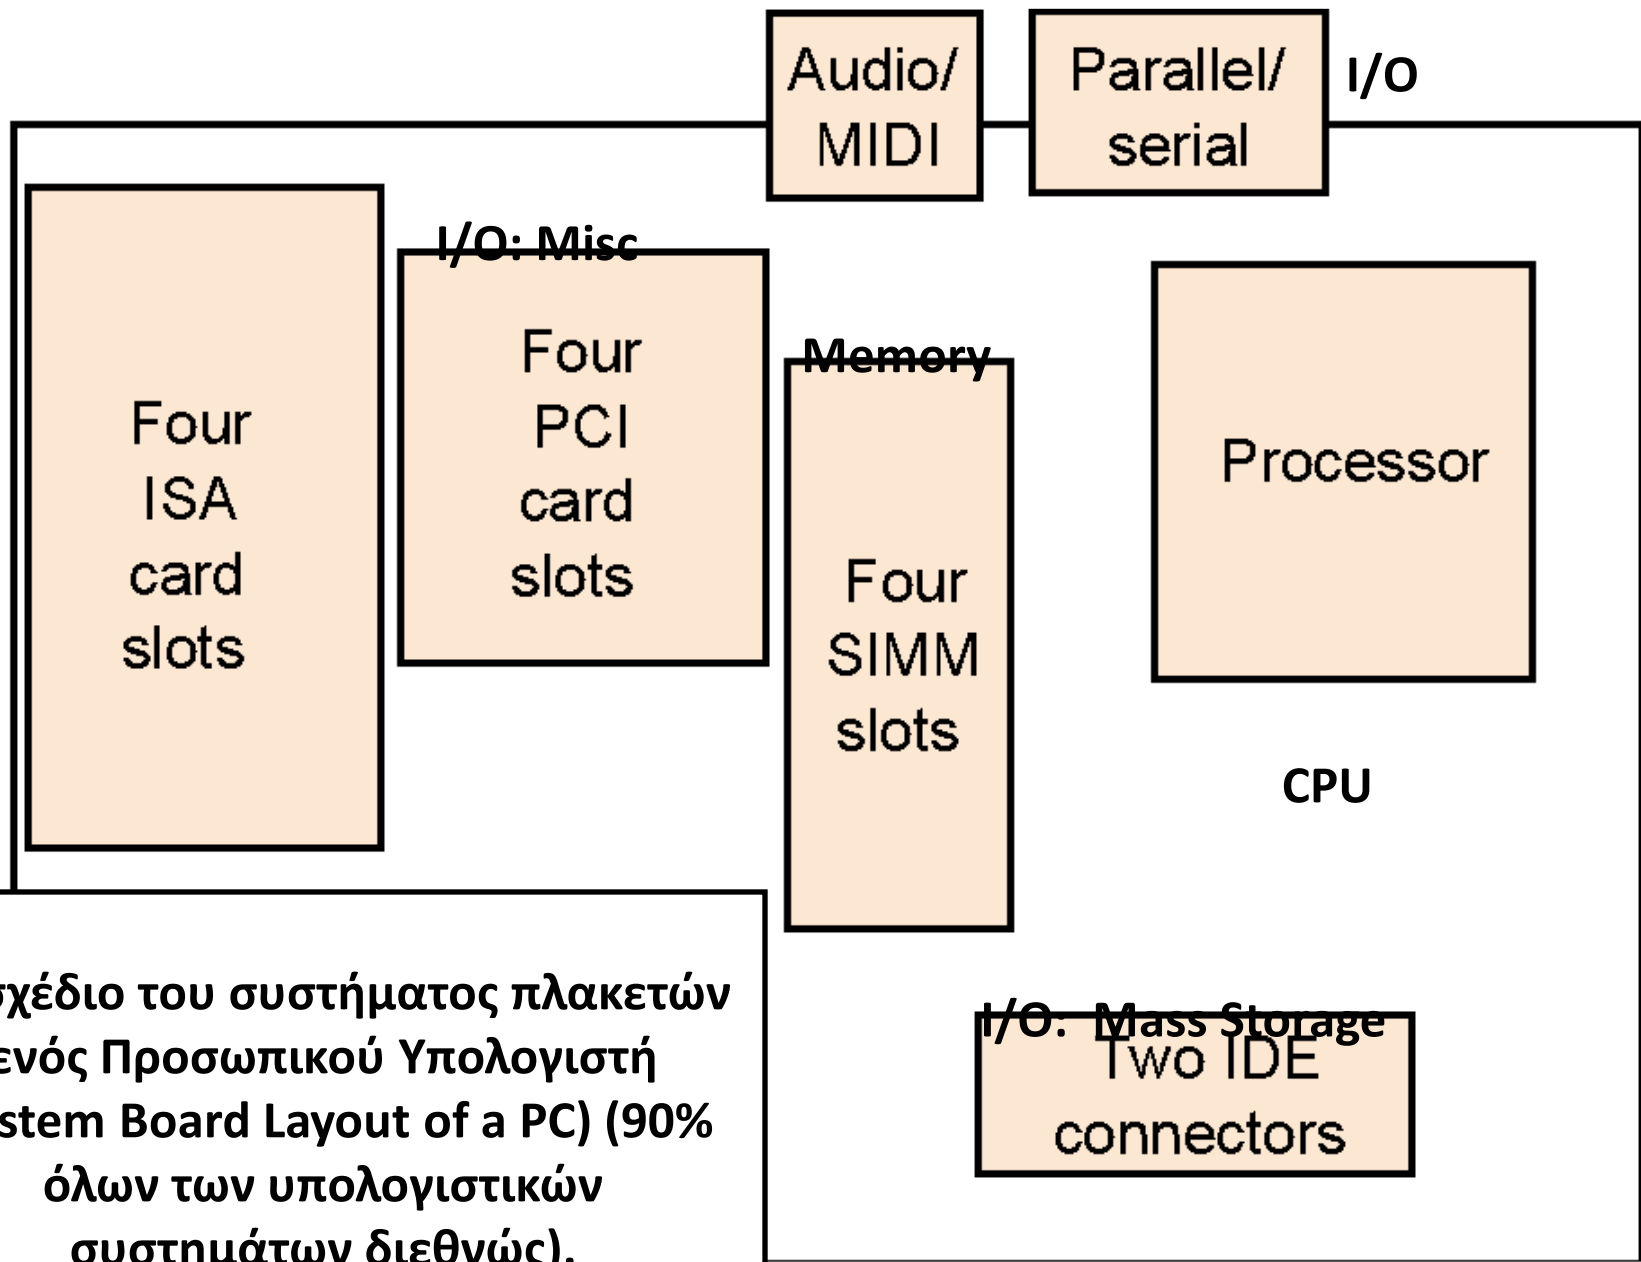 Audio/
MIDI
Parallel/
serial
I/O
I/O: Misc
Four
ISA
card
slots
Four
PCI
card
slots
Memory
Four
SIMM
slots
Processor
CPU
I/O: Mass Storage
Two IDE
connectors
σχέδιο του συστήματος πλακετών
ενός Προσωπικού Υπολογιστή
stem Board Layout of a PC) (90%
όλων των υπολογιστικών
συστημάτων διεθνώς).